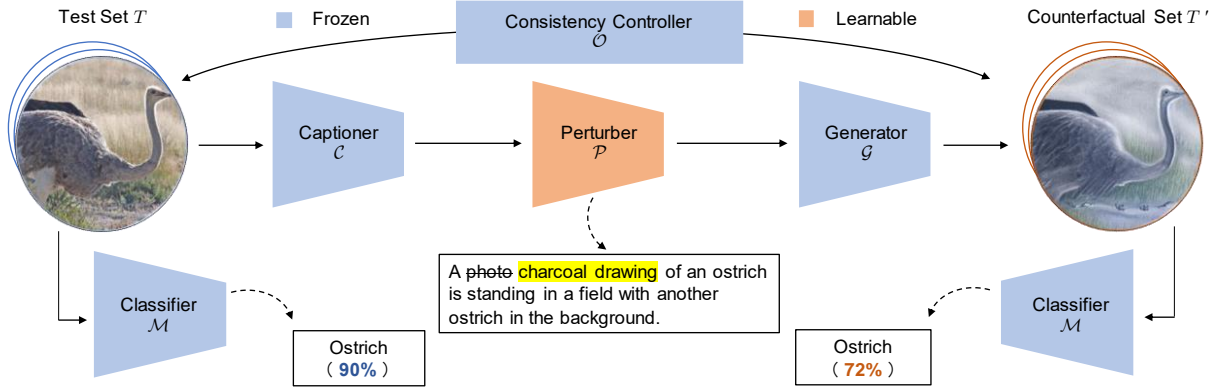 Test Set T
Frozen
Consistency Controller
O
Learnable
Counterfactual Set T ′
Captioner
C
Perturber
P
Generator
G
A photo charcoal drawing of an ostrich
is standing in a field with another
ostrich in the background.
Classifier
M
Ostrich
( 90%)
Ostrich
( 72%)
Classifier
M